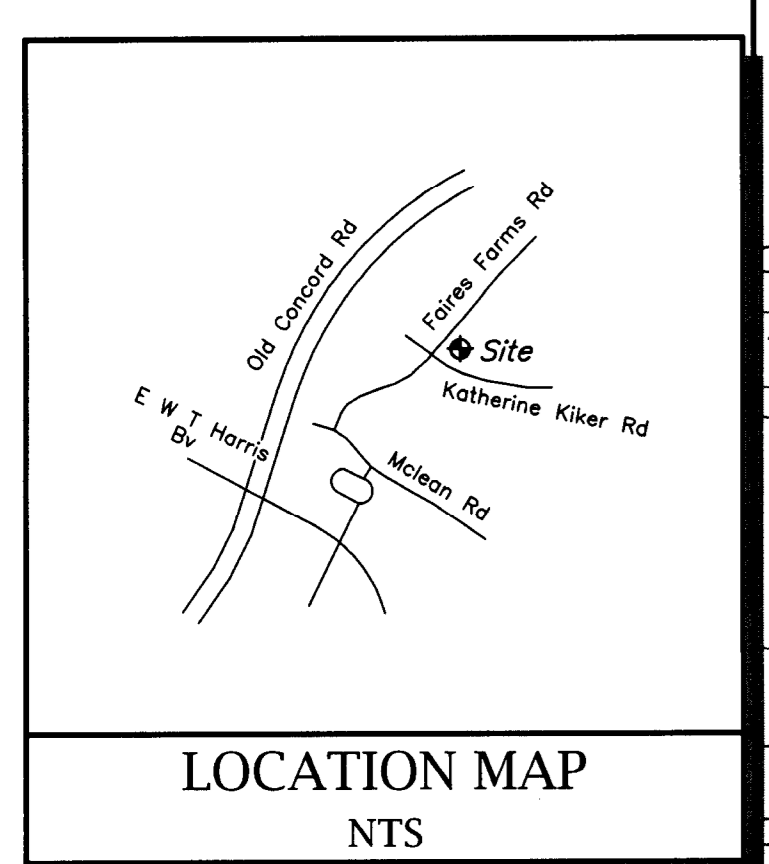 Faires Farms Rd
Old Concord Rd
Site
Katherine Kiker Rd
E W T Harris
Bv
Mclean Rd
LOCATION MAP
NTS